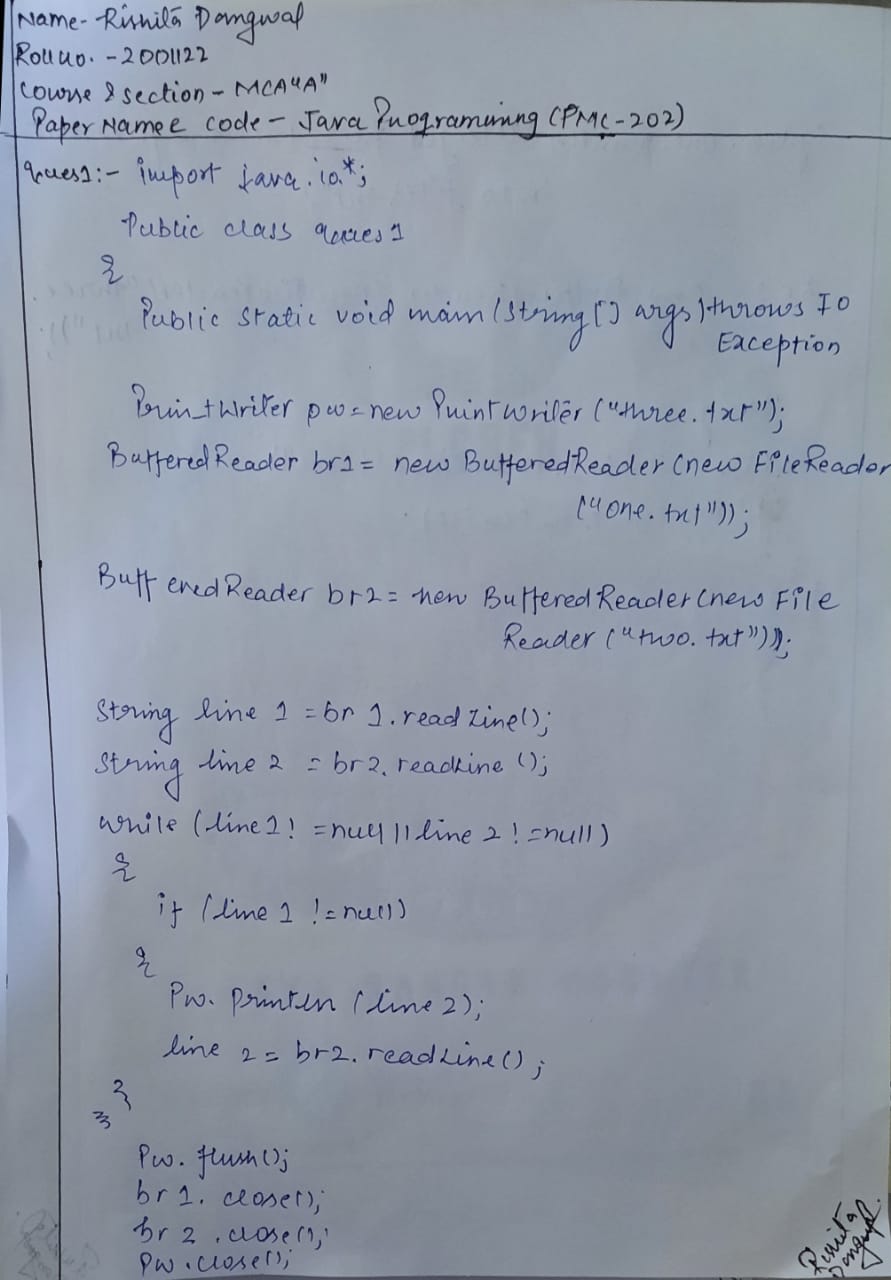 Name- Rishita Dangwal
Roll no. - 2001122
Course & section - MCA "A"
Paper Name & code - Java Programming (PMC-202)
ques1:- import java.io.*;
Public class ques 1
{
Public static void main (String [] args) throws IO
Exception
PrintWriter pw = new PrintWriter ("three.txt");
BufferedReader br1 = new BufferedReader (new FileReader
("one.txt"));
BufferedReader br2 = new BufferedReader (new File
Reader ("two.txt"));
String line 1 = br 1. readLine();
String line 2 = br2. readLine ();
while (line1! = null || line 2 ! = null)
{
if (line 1 != null)
{
Pw. Println (line 2);
line 2 = br2. readLine();
}
}
Pw. flush();
br 1. close();
br 2 . close();
Pw . close();
Rishita
Dangwal